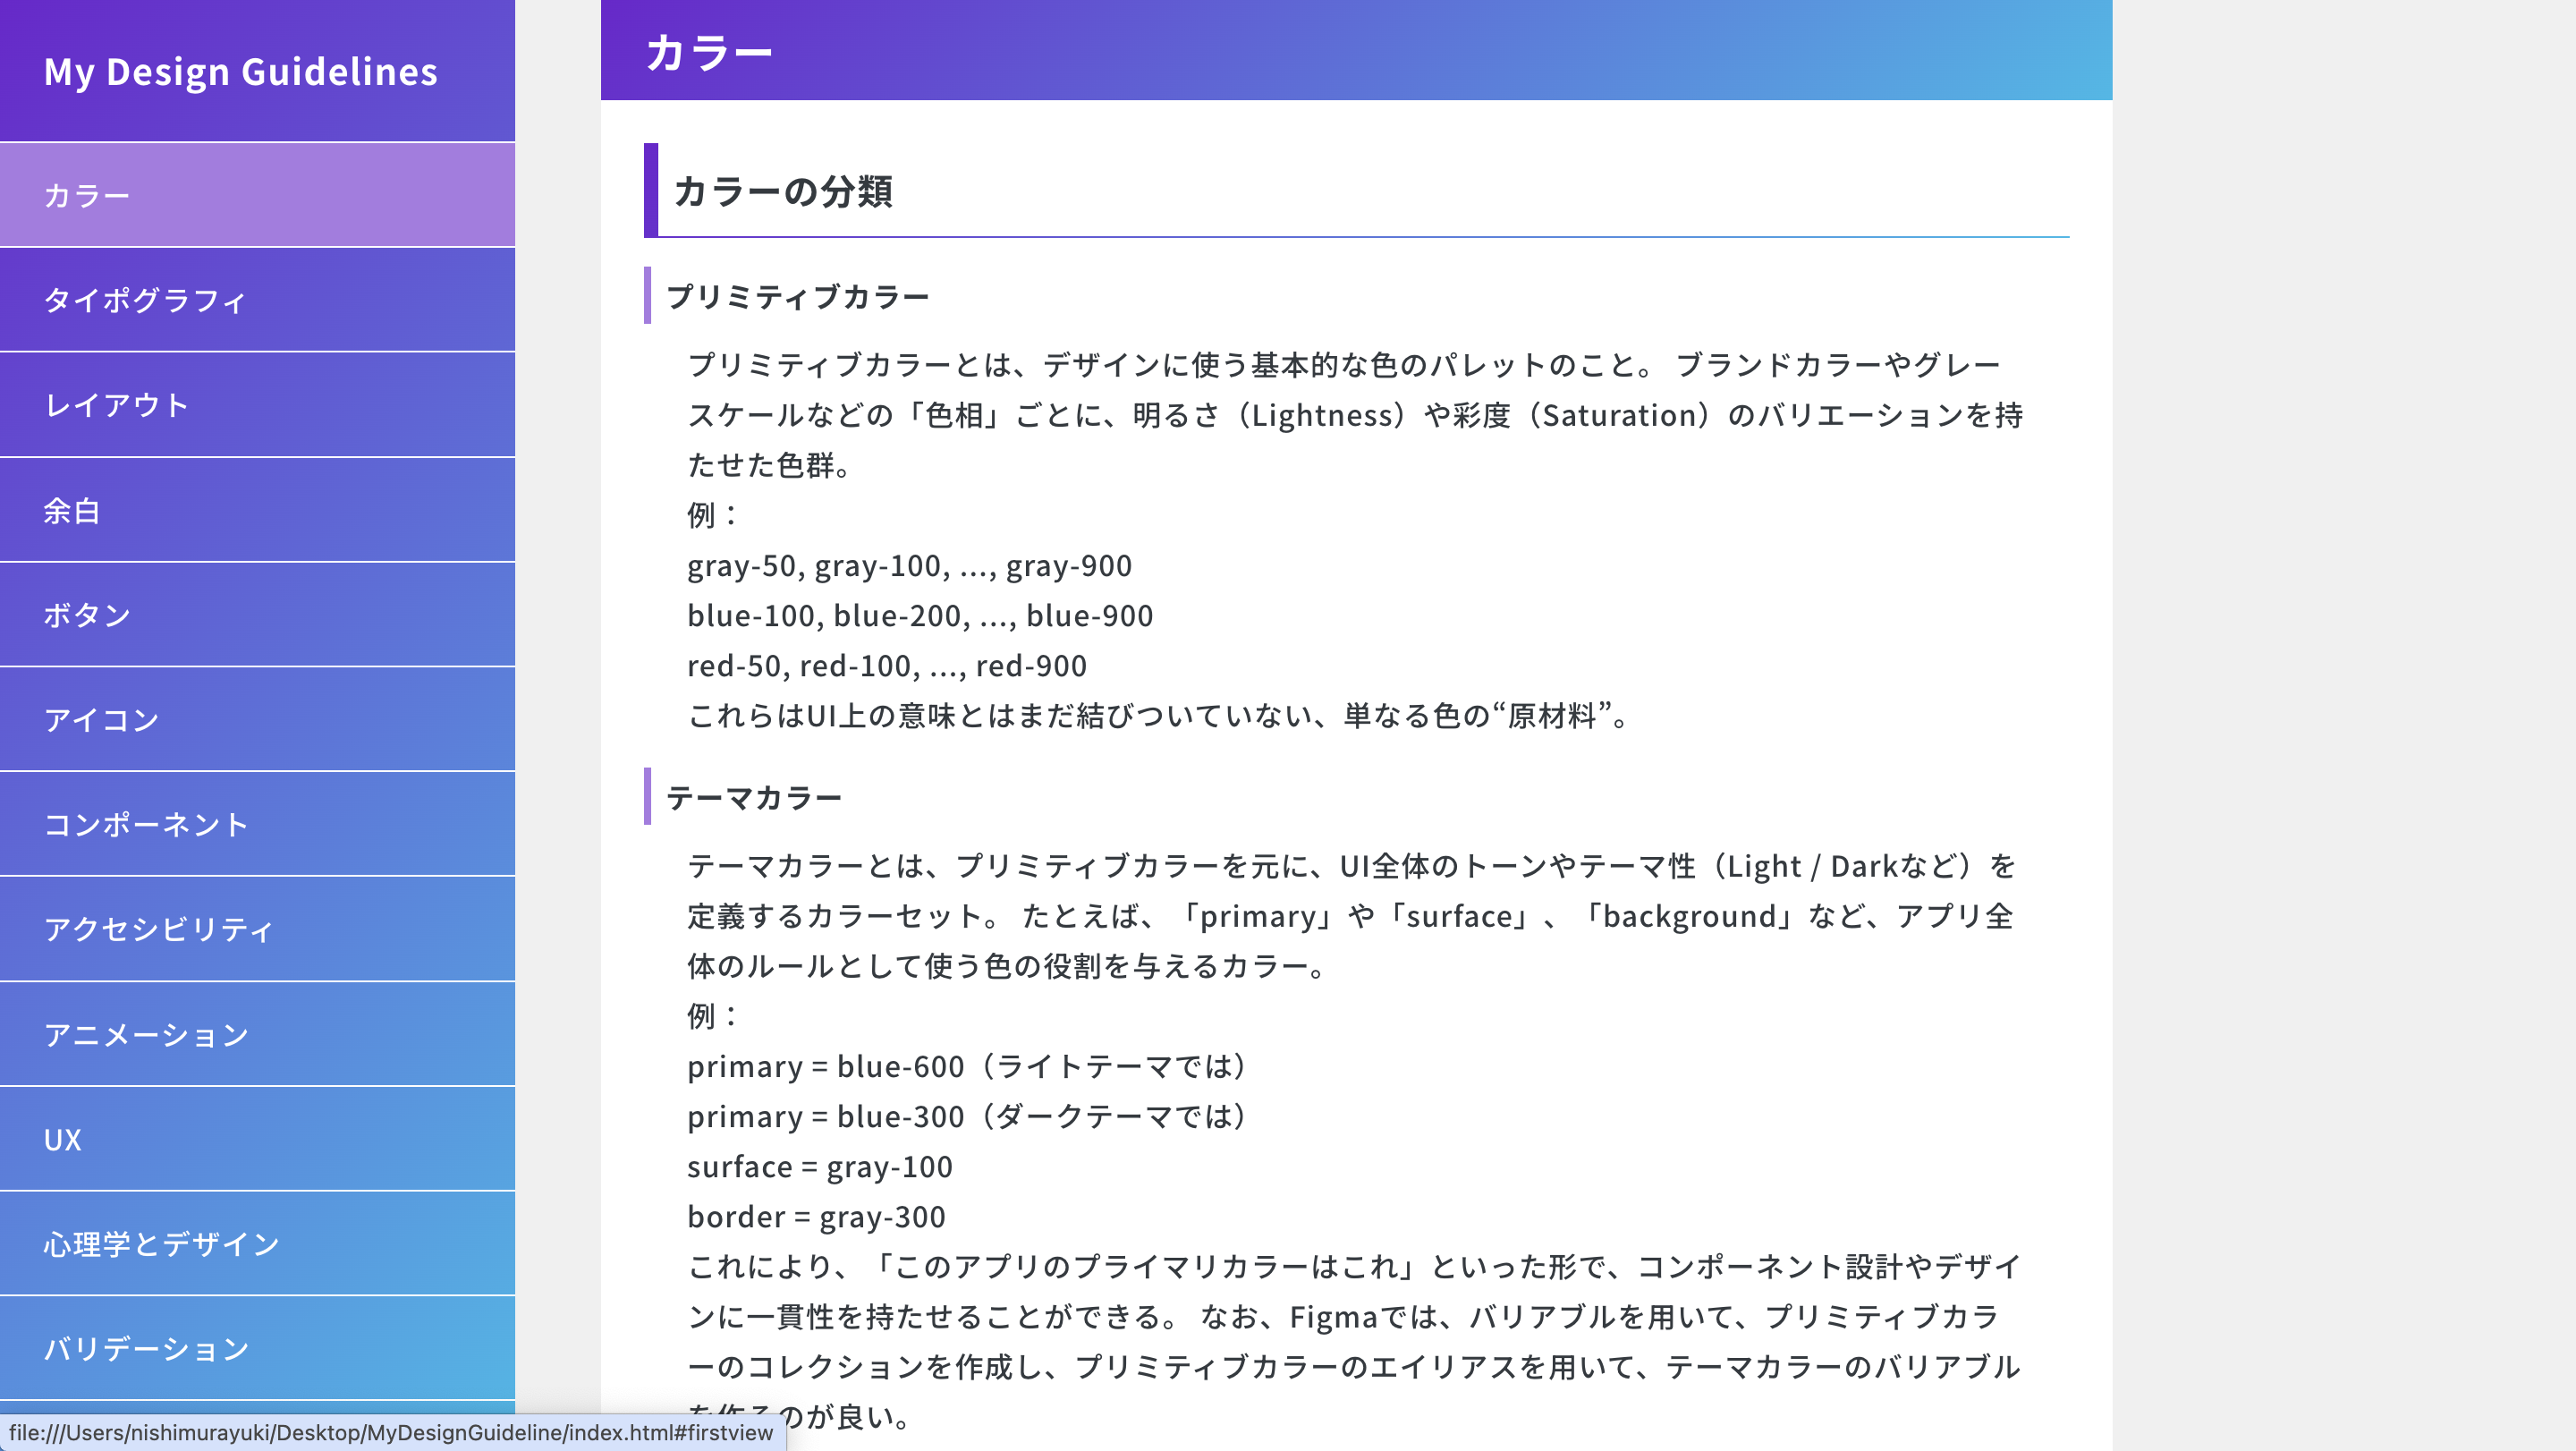 My Design Guidelines
カラー
タイポグラフィ
レイアウト
余白
ボタン
アイコン
コンポーネント
アクセシビリティ
アニメーション
UX
心理学とデザイン
バリデーション
file:///Users/nishimurayuki/Desktop/MyDesignGuideline/index.html#firstview
カラー
カラーの分類
プリミティブカラー
プリミティブカラーとは、デザインに使う基本的な色のパレットのこと。 ブランドカラーやグレー
スケールなどの「色相」ごとに、明るさ（Lightness）や彩度（Saturation）のバリエーションを持
たせた色群。
例：
gray-50, gray-100, ..., gray-900
blue-100, blue-200, ..., blue-900
red-50, red-100, ..., red-900
これらはUI上の意味とはまだ結びついていない、単なる色の“原材料”。
テーマカラー
テーマカラーとは、プリミティブカラーを元に、UI全体のトーンやテーマ性（Light / Darkなど）を
定義するカラーセット。 たとえば、「primary」や「surface」、「background」など、アプリ全
体のルールとして使う色の役割を与えるカラー。
例：
primary = blue-600（ライトテーマでは）
primary = blue-300（ダークテーマでは）
surface = gray-100
border = gray-300
これにより、「このアプリのプライマリカラーはこれ」といった形で、コンポーネント設計やデザイ
ンに一貫性を持たせることができる。 なお、Figmaでは、バリアブルを用いて、プリミティブカラ
ーのコレクションを作成し、プリミティブカラーのエイリアスを用いて、テーマカラーのバリアブル
を作るのが良い。